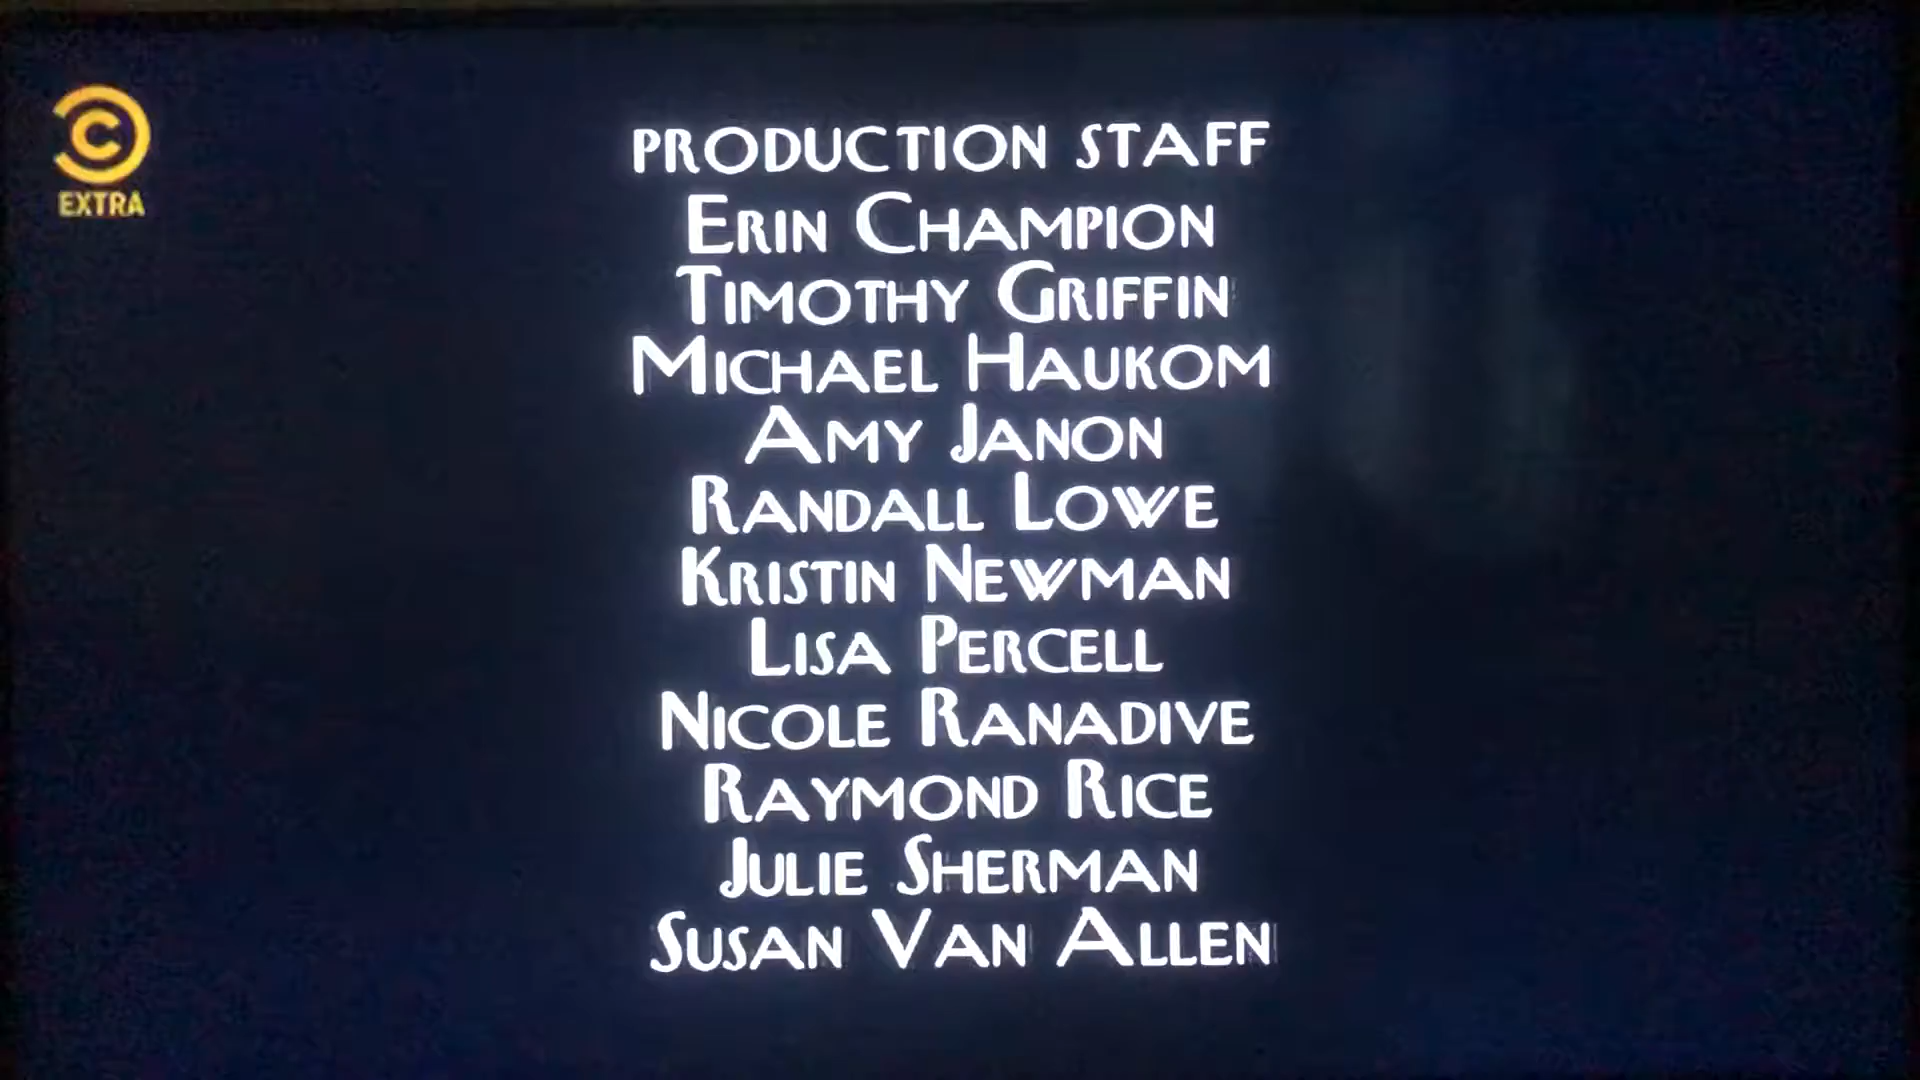 EXTRA
PRODUCTION STAFF
ERIN CHAMPION
TIMOTHY GRIFFIN
MICHAEL HAUKOM
AMY JANON
RANDALL LOWE
KRISTIN NEWMAN
LISA PERCELL
NICOLE RANADIVE
RAYMOND RICE
JULIE SHERMAN
SUSAN VAN ALLEN